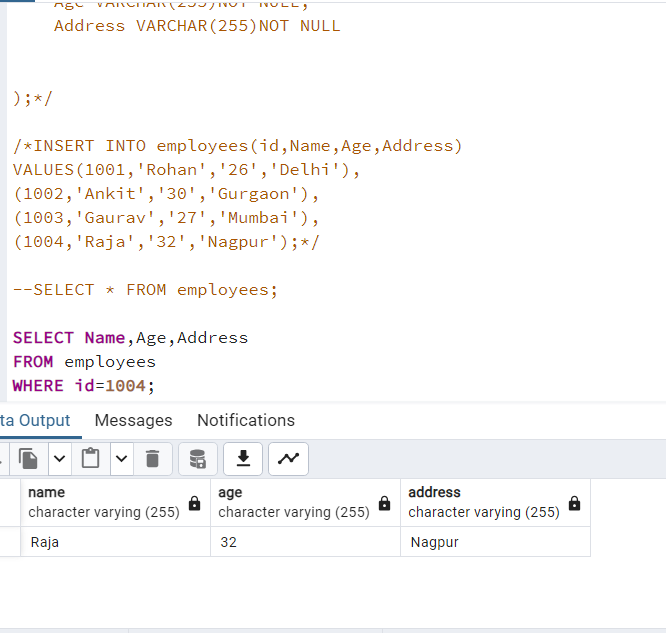 Age VARCHAR(255)NOT NULL,
Address VARCHAR(255)NOT NULL
);*/
/*INSERT INTO employees(id,Name,Age,Address)
VALUES(1001,'Rohan','26','Delhi'),
(1002,'Ankit','30','Gurgaon'),
(1003,'Gaurav','27','Mumbai'),
(1004,'Raja','32','Nagpur');*/
--SELECT * FROM employees;
SELECT Name,Age,Address
FROM employees
WHERE id=1004;
ta Output Messages Notifications
name age address
character varying (255) character varying (255) character varying (255)
Raja 32 Nagpur